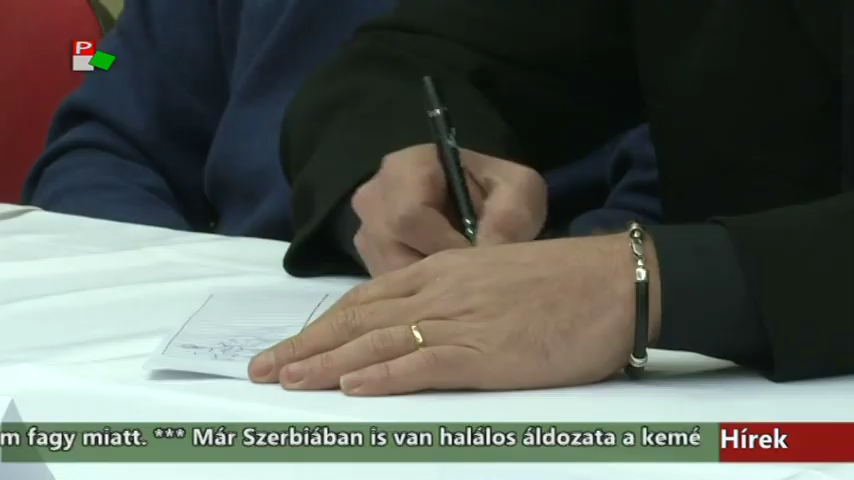 P
m fagy miatt. *** Már Szerbiában is van halálos áldozata a kemé
Hírek